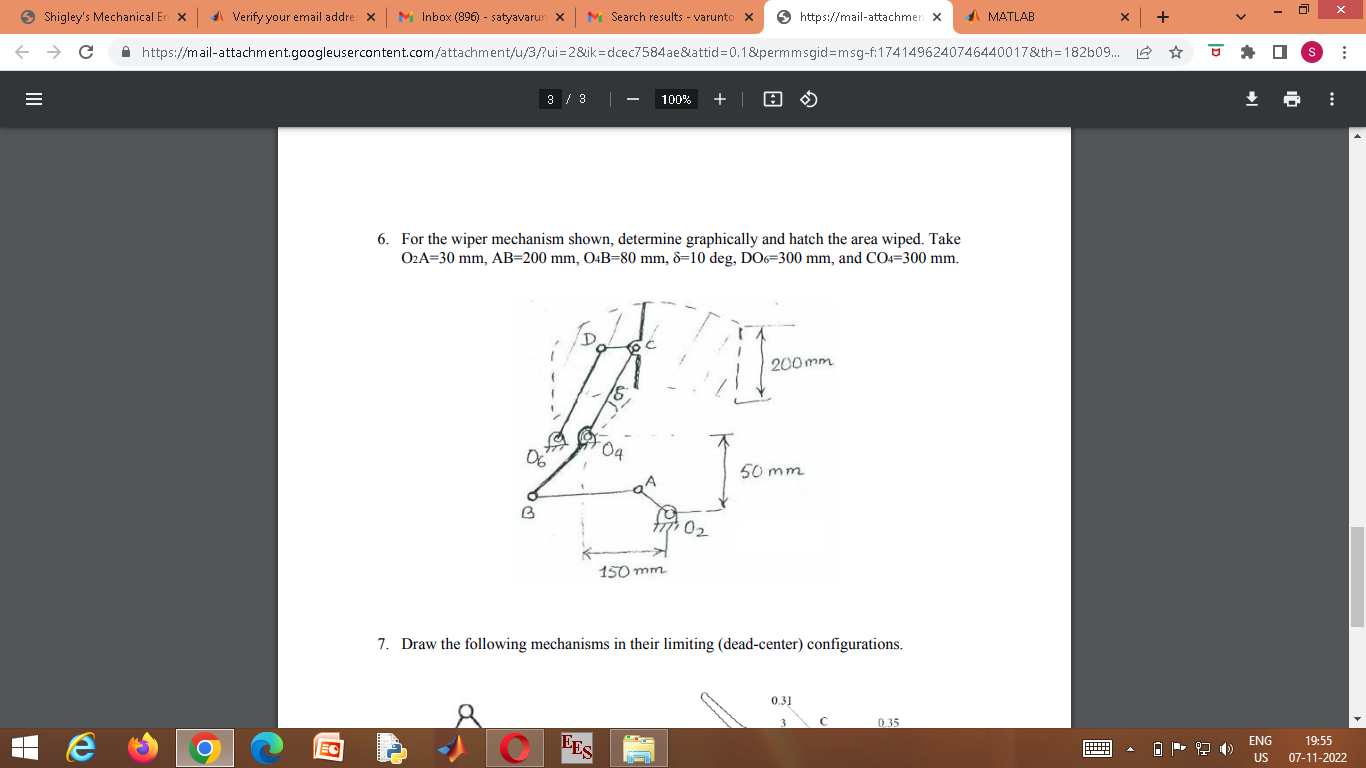 Shigley's Mechanical En
Verify your email addre
Inbox (896) - satyavarun
Search results - varunto
https://mail-attachmen
MATLAB
https://mail-attachment.googleusercontent.com/attachment/u/3/?ui=2&ik=dcec7584ae&attid=0.1&permmsgid=msg-f:1741496240746440017&th=182b09...
S
3 / 3
100%
6. For the wiper mechanism shown, determine graphically and hatch the area wiped. Take
O2A=30 mm, AB=200 mm, O4B=80 mm, δ=10 deg, DO6=300 mm, and CO4=300 mm.
D
C
200mm
δ
O6
O4
50 mm
A
B
O2
150 mm
7. Draw the following mechanisms in their limiting (dead-center) configurations.
0.31
3 C 0.35
EES
ENG
US
19:55
07-11-2022